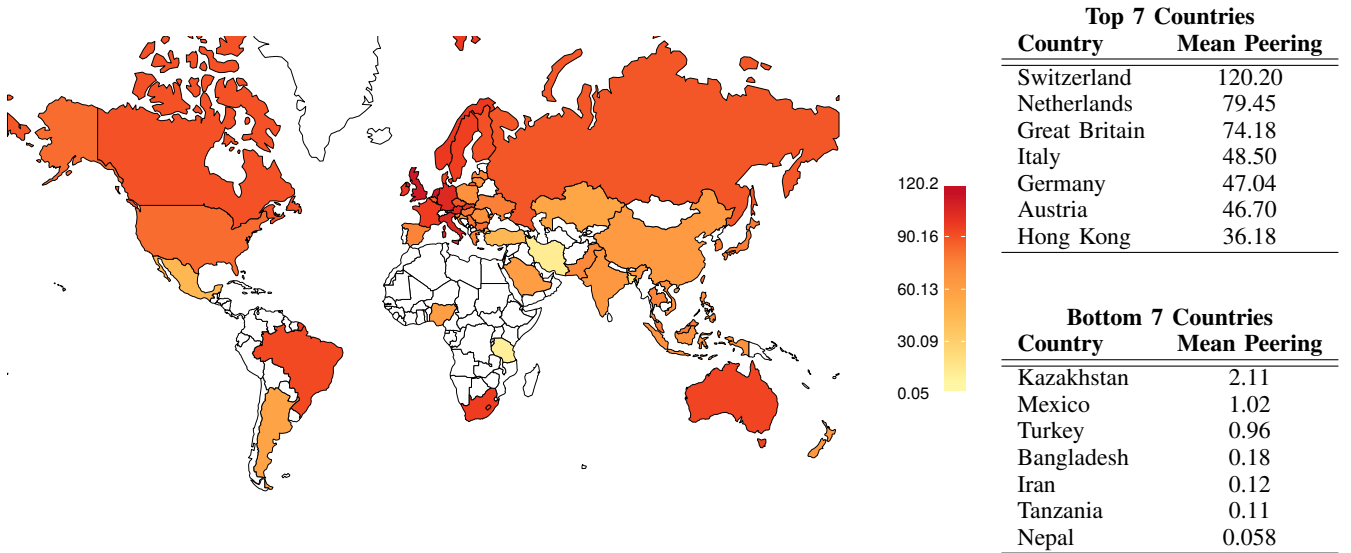 120.2
90.16
60.13
30.09
0.05
Top 7 Countries
Country Mean Peering
Switzerland 120.20
Netherlands 79.45
Great Britain 74.18
Italy 48.50
Germany 47.04
Austria 46.70
Hong Kong 36.18
Bottom 7 Countries
Country Mean Peering
Kazakhstan 2.11
Mexico 1.02
Turkey 0.96
Bangladesh 0.18
Iran 0.12
Tanzania 0.11
Nepal 0.058